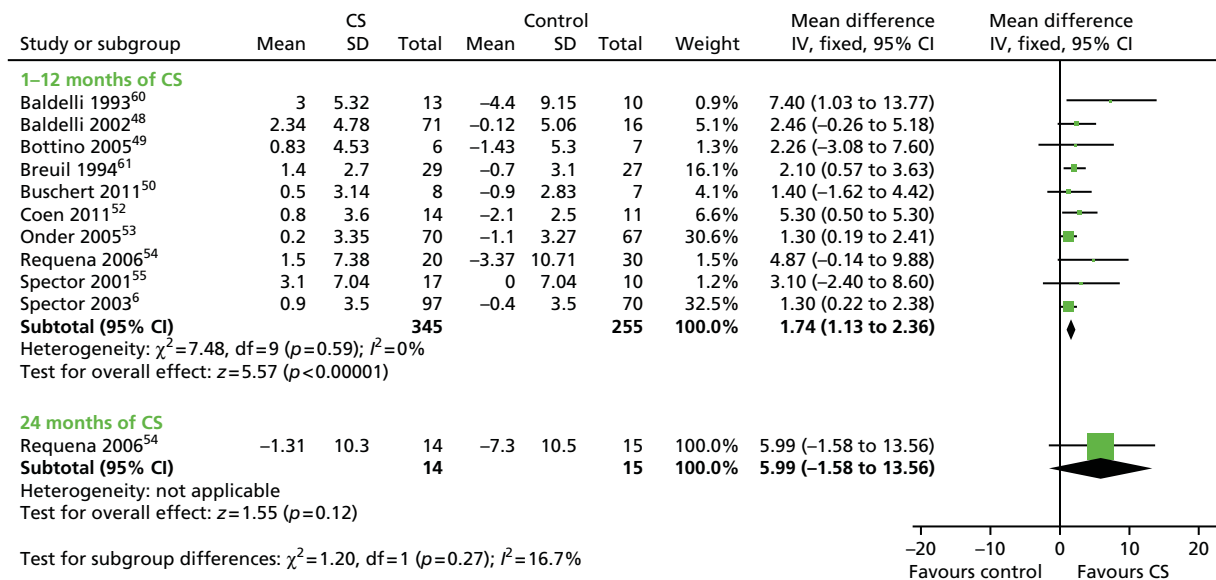 CS Control Mean difference Mean difference
Study or subgroup Mean SD Total Mean SD Total Weight IV, fixed, 95% CI IV, fixed, 95% CI
1–12 months of CS
Baldelli 1993⁶⁰ 3 5.32 13 –4.4 9.15 10 0.9% 7.40 (1.03 to 13.77)
Baldelli 2002⁴⁸ 2.34 4.78 71 –0.12 5.06 16 5.1% 2.46 (–0.26 to 5.18)
Bottino 2005⁴⁹ 0.83 4.53 6 –1.43 5.3 7 1.3% 2.26 (–3.08 to 7.60)
Breuil 1994⁶¹ 1.4 2.7 29 –0.7 3.1 27 16.1% 2.10 (0.57 to 3.63)
Buschert 2011⁵⁰ 0.5 3.14 8 –0.9 2.83 7 4.1% 1.40 (–1.62 to 4.42)
Coen 2011⁵² 0.8 3.6 14 –2.1 2.5 11 6.6% 5.30 (0.50 to 5.30)
Onder 2005⁵³ 0.2 3.35 70 –1.1 3.27 67 30.6% 1.30 (0.19 to 2.41)
Requena 2006⁵⁴ 1.5 7.38 20 –3.37 10.71 30 1.5% 4.87 (–0.14 to 9.88)
Spector 2001⁵⁵ 3.1 7.04 17 0 7.04 10 1.2% 3.10 (–2.40 to 8.60)
Spector 2003⁶ 0.9 3.5 97 –0.4 3.5 70 32.5% 1.30 (0.22 to 2.38)
Subtotal (95% CI) 345 255 100.0% 1.74 (1.13 to 2.36)
Heterogeneity: χ²=7.48, df=9 (p=0.59); I²=0%
Test for overall effect: z=5.57 (p<0.00001)
24 months of CS
Requena 2006⁵⁴ –1.31 10.3 14 –7.3 10.5 15 100.0% 5.99 (–1.58 to 13.56)
Subtotal (95% CI) 14 15 100.0% 5.99 (–1.58 to 13.56)
Heterogeneity: not applicable
Test for overall effect: z=1.55 (p=0.12)
Test for subgroup differences: χ²=1.20, df=1 (p=0.27); I²=16.7%
–20 –10 0 10 20
Favours control Favours CS